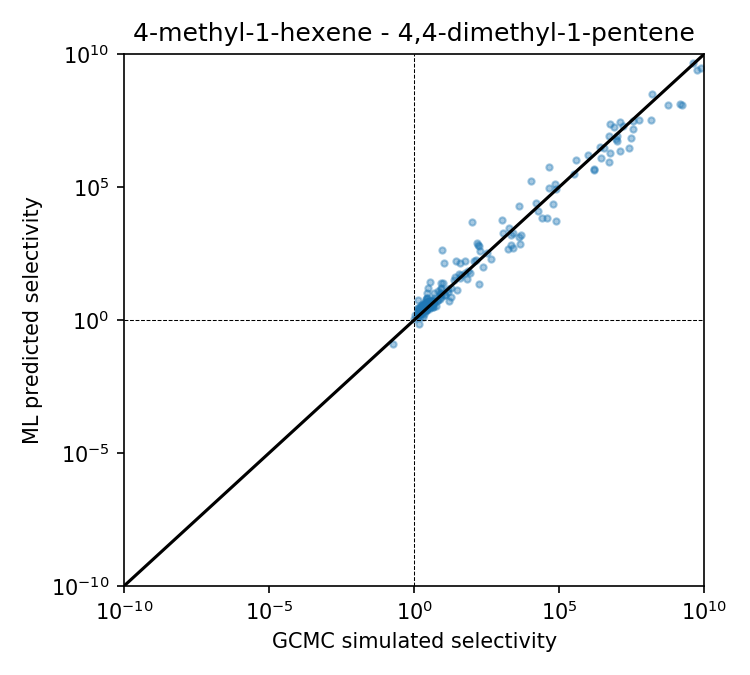 4-methyl-1-hexene - 4,4-dimethyl-1-pentene
ML predicted selectivity
10^10
10^5
10^0
10^−5
10^−10
10^−10 10^−5 10^0 10^5 10^10
GCMC simulated selectivity